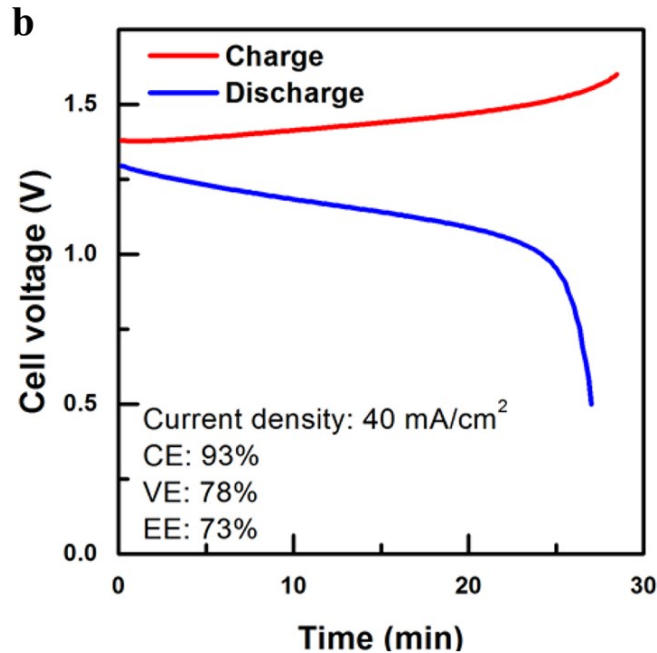 b
Charge
Discharge
1.5
1.0
0.5
0.0
Cell voltage (V)
Current density: 40 mA/cm²
CE: 93%
VE: 78%
EE: 73%
0 10 20 30
Time (min)